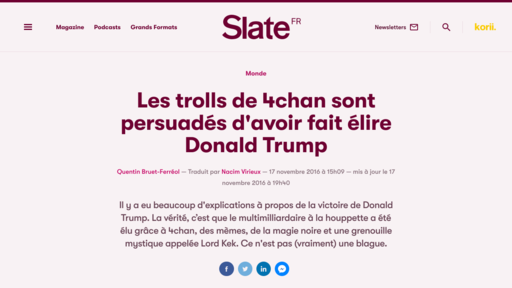 Magazine Podcasts Grands Formats Slate FR Newsletters korii.
Monde
Les trolls de 4chan sont
persuadés d'avoir fait élire
Donald Trump
Quentin Bruet-Ferréol — Traduit par Nacim Virieux — 17 novembre 2016 à 15h09 — mis à jour le 17
novembre 2016 à 19h40
Il y a eu beaucoup d'explications à propos de la victoire de Donald
Trump. La vérité, c'est que le multimilliardaire à la houppette a été
élu grâce à 4chan, des mèmes, de la magie noire et une grenouille
mystique appelée Lord Kek. Ce n'est pas (vraiment) une blague.